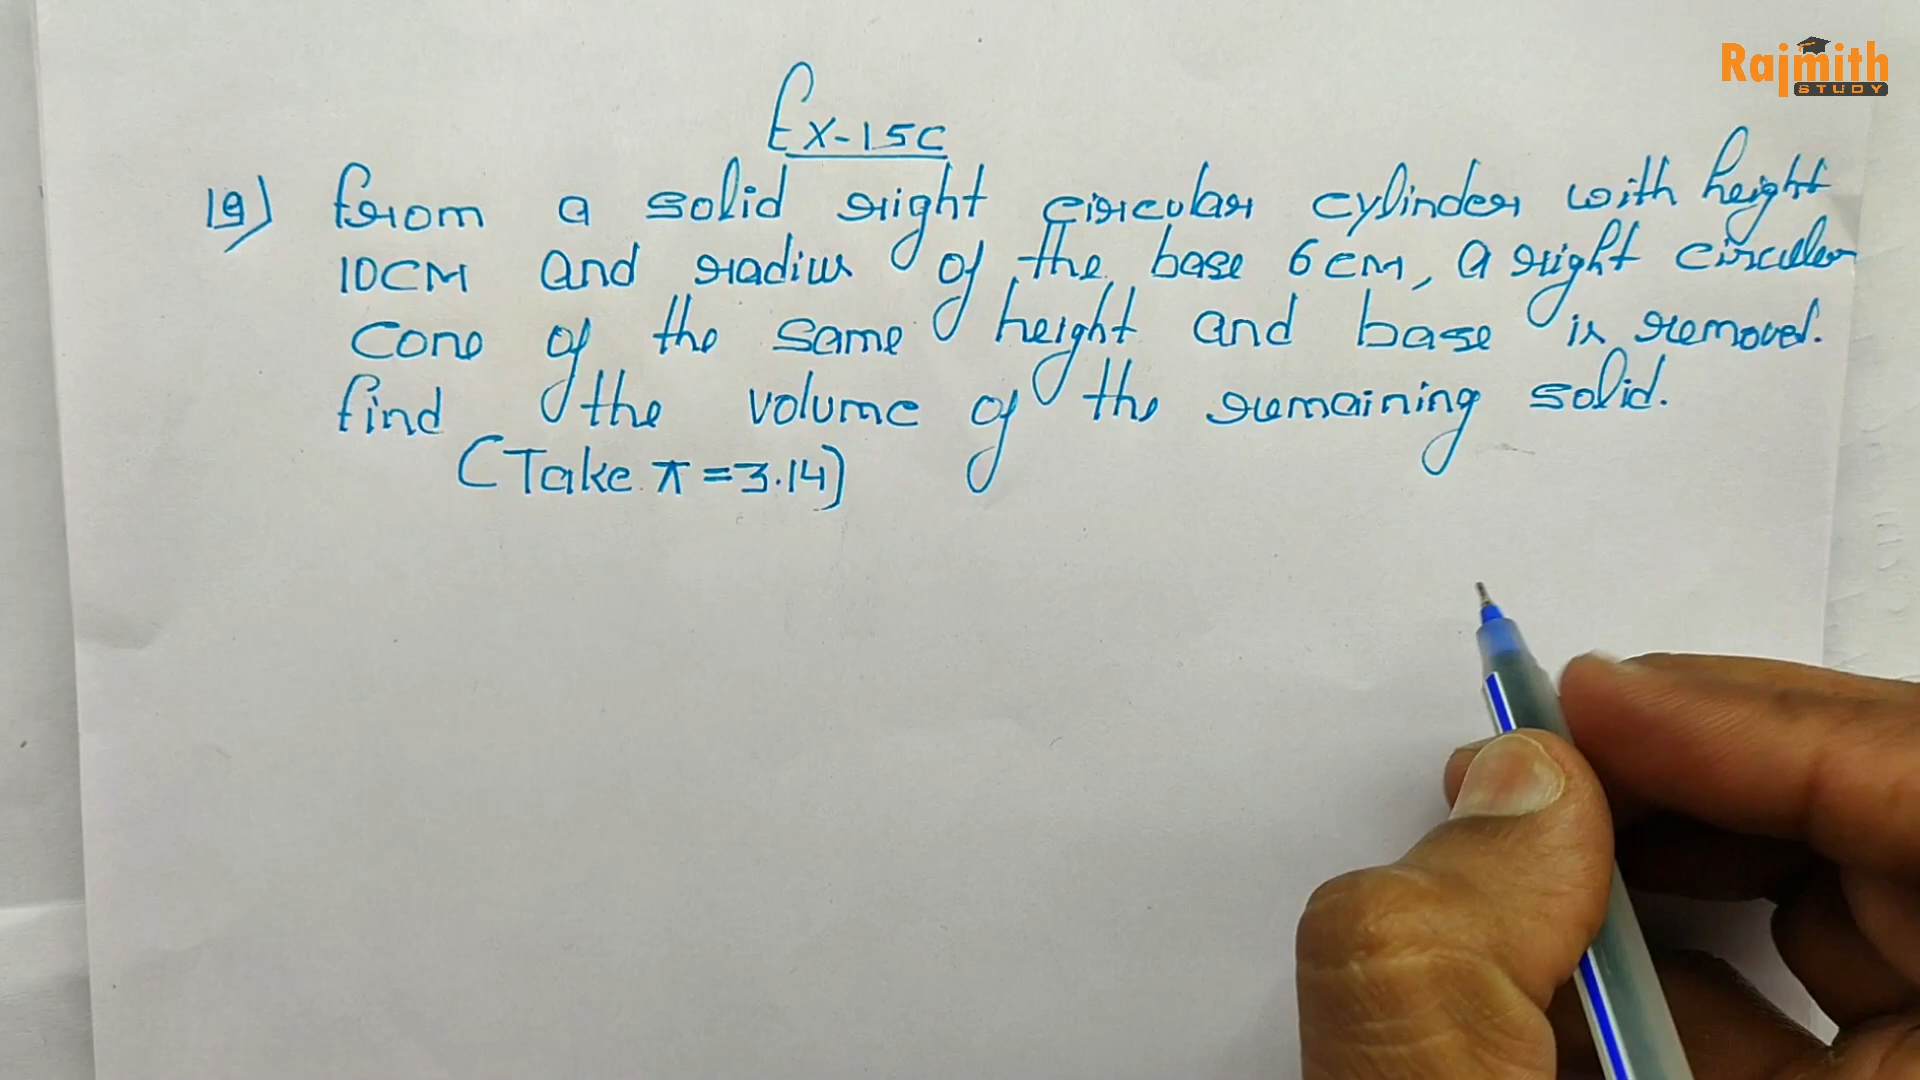 Rajmith
STUDY
Ex-15C
19) from a solid right circular cylinder with height
10CM and radius of the base 6cm, a right circular
cone of the same height and base is removed.
find the volume of the remaining solid.
(Take π=3.14)